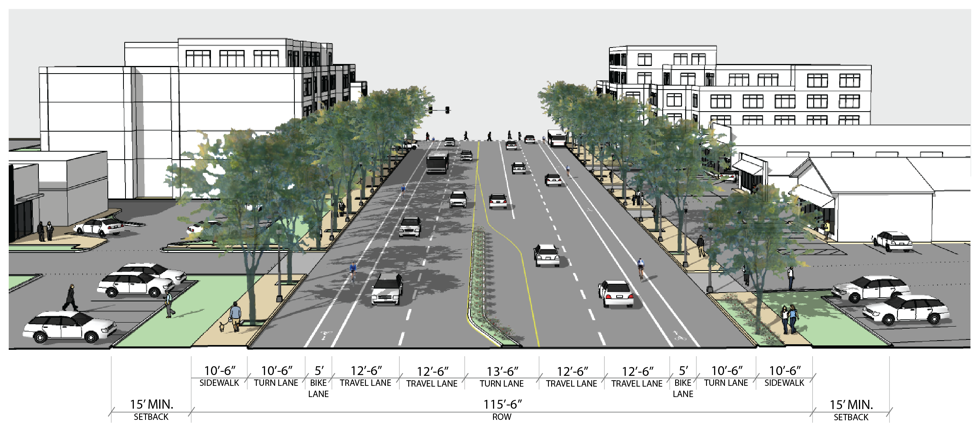 10'-6" 10'-6" 5' 12'-6" 12'-6" 13'-6" 12'-6" 12'-6" 5' 10'-6" 10'-6"
SIDEWALK TURN LANE BIKE TRAVEL LANE TRAVEL LANE TURN LANE TRAVEL LANE TRAVEL LANE BIKE TURN LANE SIDEWALK
LANE LANE
15' MIN. 115'-6" 15' MIN.
SETBACK ROW SETBACK